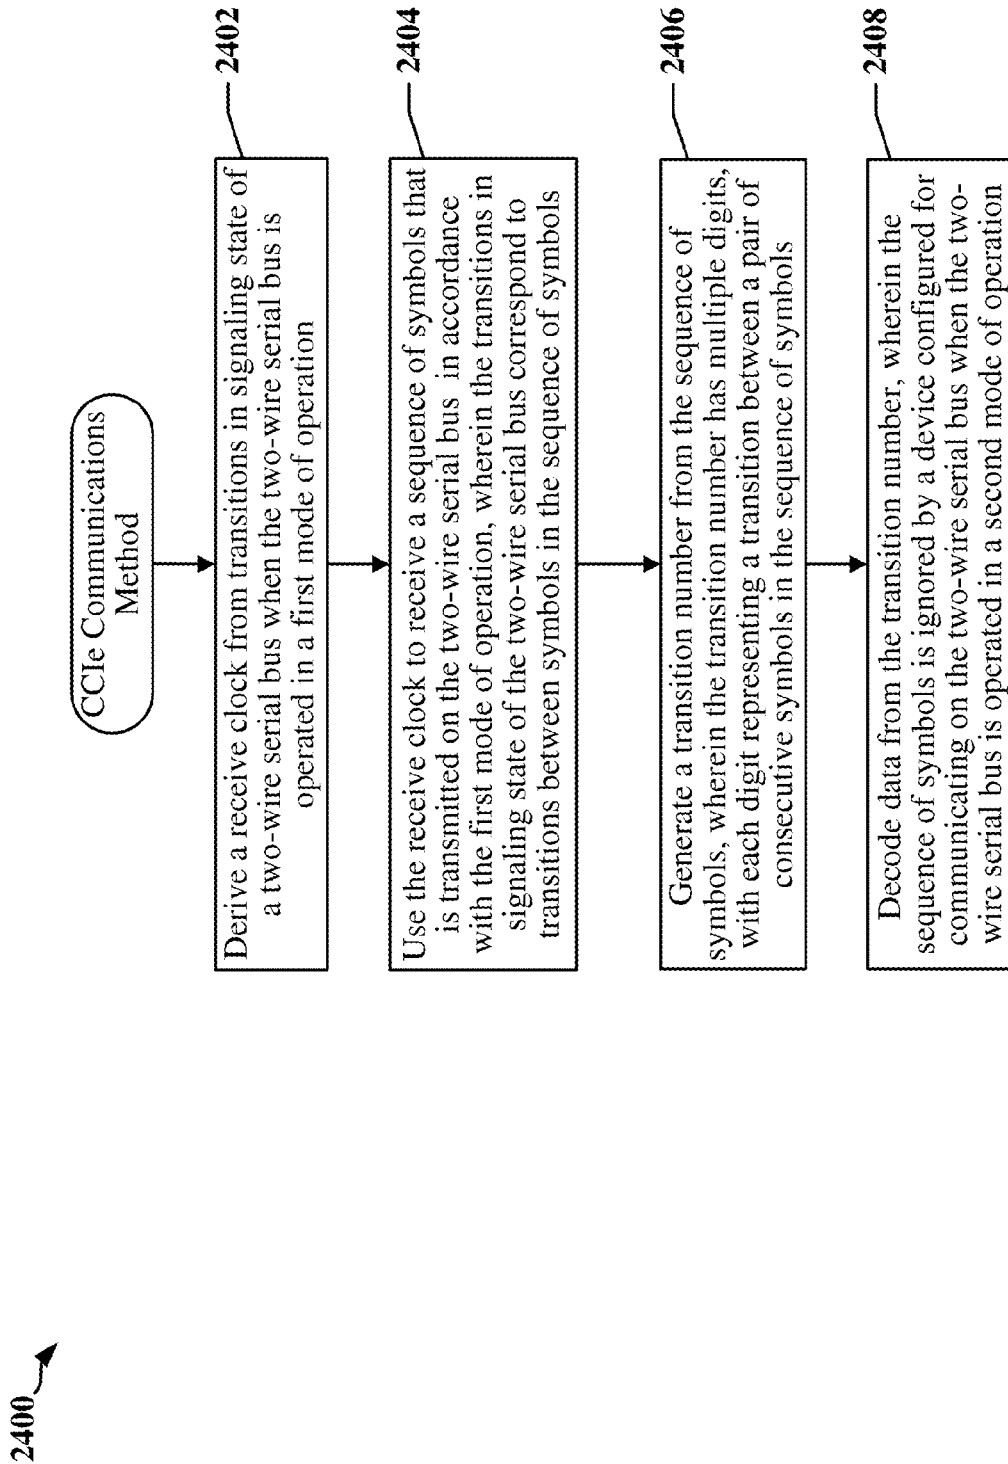 2400
CCIe Communications
Method
Derive a receive clock from transitions in signaling state of
a two-wire serial bus when the two-wire serial bus is
operated in a first mode of operation
2402
Use the receive clock to receive a sequence of symbols that
is transmitted on the two-wire serial bus in accordance
with the first mode of operation, wherein the transitions in
signaling state of the two-wire serial bus correspond to
transitions between symbols in the sequence of symbols
2404
Generate a transition number from the sequence of
symbols, wherein the transition number has multiple digits,
with each digit representing a transition between a pair of
consecutive symbols in the sequence of symbols
2406
Decode data from the transition number, wherein the
sequence of symbols is ignored by a device configured for
communicating on the two-wire serial bus when the two-
wire serial bus is operated in a second mode of operation
2408